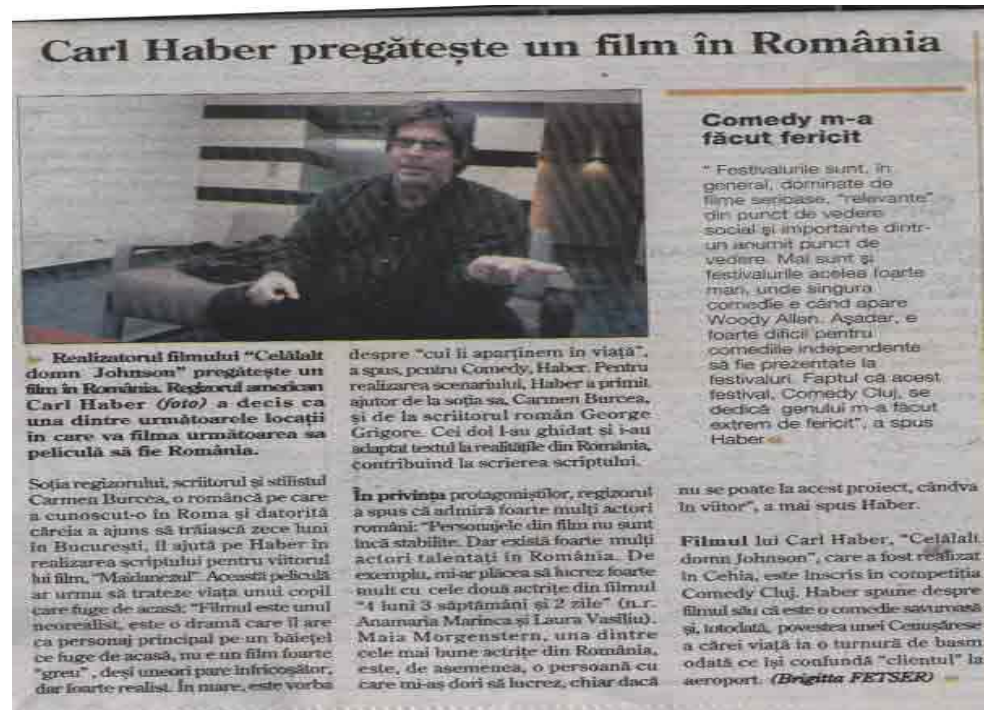 Carl Haber pregătește un film în România
Realizatorul filmului "Celălalt
domn Johnson" pregătește un
film în România. Regizorul american
Carl Haber (foto) a decis ca
una dintre următoarele locații
în care va filma următoarea sa
peliculă să fie România.
Soția regizorului, scriitorul și stilistul
Carmen Burcea, o româncă pe care
a cunoscut-o în Roma și datorită
căreia a ajuns să trăiască zece luni
în București, îl ajută pe Haber în
realizarea scriptului pentru viitorul
lui film, "Maidanezul". Această peliculă
ar urma să trateze viața unui copil
care fuge de acasă: "Filmul este unul
neorealist, este o dramă care îl are
ca personaj principal pe un băiețel
ce fuge de acasă, nu e un film foarte
"greu", deși uneori pare înfricoșător,
dar foarte realist. În mare, este vorba
despre "cui îi aparținem în viață",
a spus, pentru Comedy, Haber. Pentru
realizarea scenariului, Haber a primit
ajutor de la soția sa, Carmen Burcea,
și de la scriitorul român George
Grigore. Cei doi l-au ghidat și i-au
adaptat textul la realitățile din România,
contribuind la scrierea scriptului.
În privința protagoniștilor, regizorul
a spus că admiră foarte mulți actori
români: "Personajele din film nu sunt
încă stabilite. Dar există foarte mulți
actori talentați în România. De
exemplu, mi-ar plăcea să lucrez foarte
mult cu cele două actrițe din filmul
"4 luni 3 săptămâni și 2 zile" (n.r.
Anamaria Marinca și Laura Vasiliu).
Maia Morgenstern, una dintre
cele mai bune actrițe din România,
este, de asemenea, o persoană cu
care mi-aș dori să lucrez, chiar dacă
nu se poate la acest proiect, cândva
în viitor", a mai spus Haber.
Filmul lui Carl Haber, "Celălalt
domn Johnson", care a fost realizat
în Cehia, este înscris în competiția
Comedy Cluj. Haber spune despre
filmul său că este o comedie savuroasă
și, totodată, povestea unei Cenușărese
a cărei viață ia o turnură de basm
odată ce își confundă "clientul" la
aeroport. (Brigitta FETSER)
Comedy m-a
făcut fericit
" Festivalurile sunt, în
general, dominate de
filme serioase, "relevante"
din punct de vedere
social și importante dintr-
un anumit punct de
vedere. Mai sunt și
festivalurile acelea foarte
mari, unde singura
comedie e când apare
Woody Allen. Așadar, e
foarte dificil pentru
comediile independente
să fie prezentate la
festivaluri. Faptul că acest
festival, Comedy Cluj, se
dedică genului m-a făcut
extrem de fericit", a spus
Haber